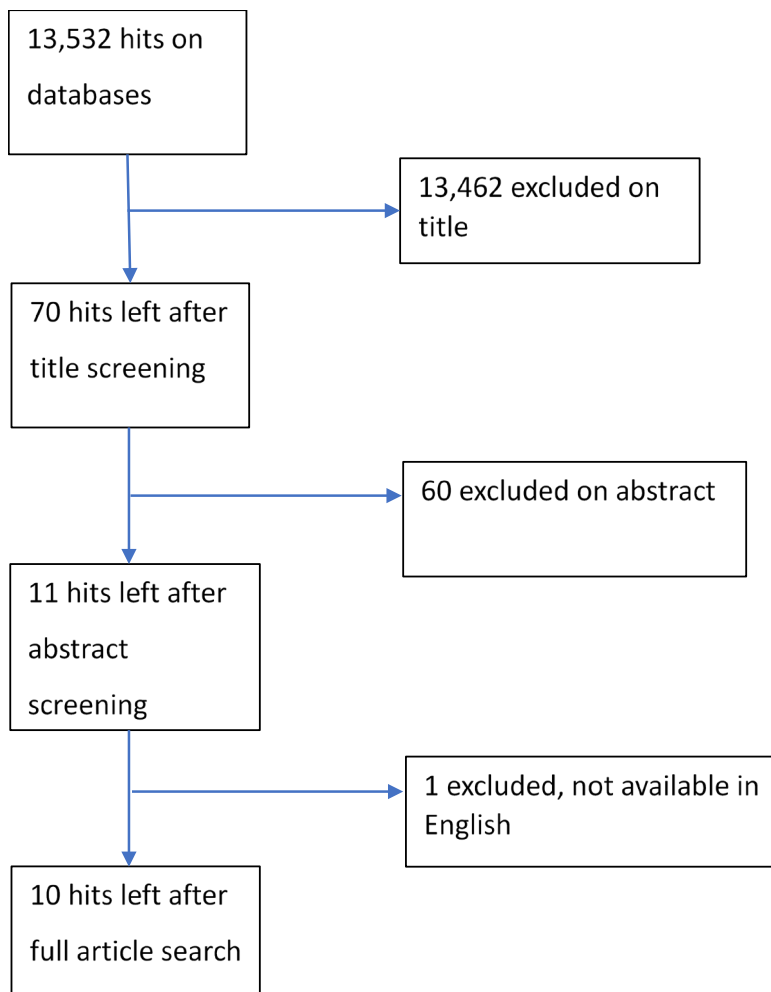 13,532 hits on
databases
13,462 excluded on
title
70 hits left after
title screening
60 excluded on abstract
11 hits left after
abstract
screening
1 excluded, not available in
English
10 hits left after
full article search